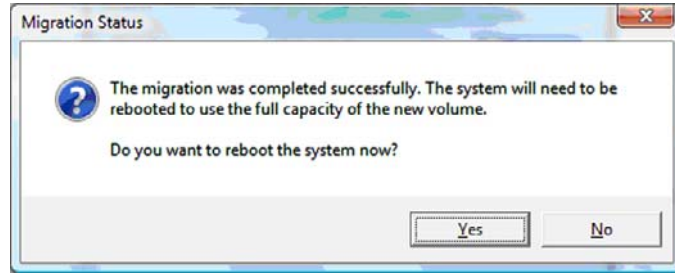 Migration Status
The migration was completed successfully. The system will need to be
rebooted to use the full capacity of the new volume.
Do you want to reboot the system now?
Yes
No